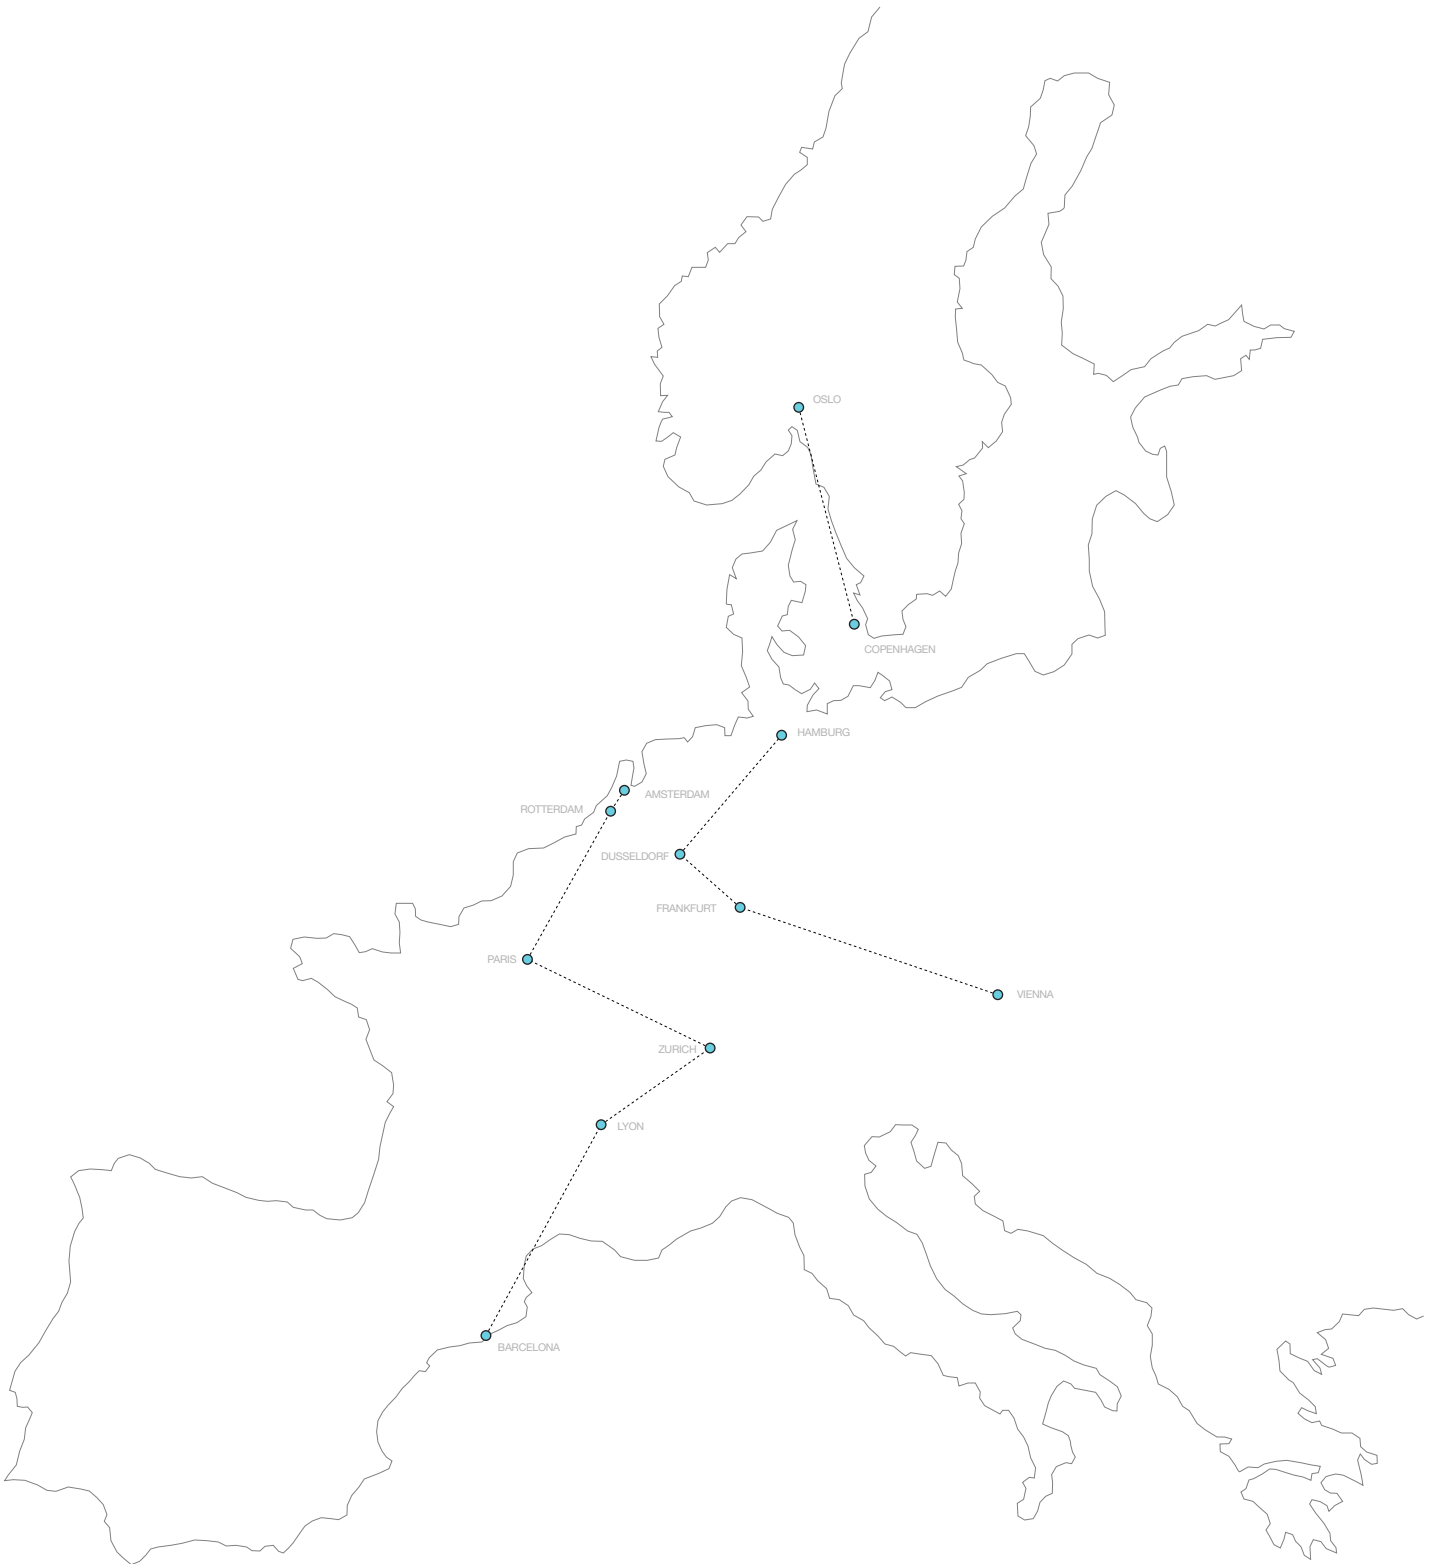 OSLO
COPENHAGEN
HAMBURG
AMSTERDAM
ROTTERDAM
DUSSELDORF
FRANKFURT
PARIS
VIENNA
ZURICH
LYON
BARCELONA